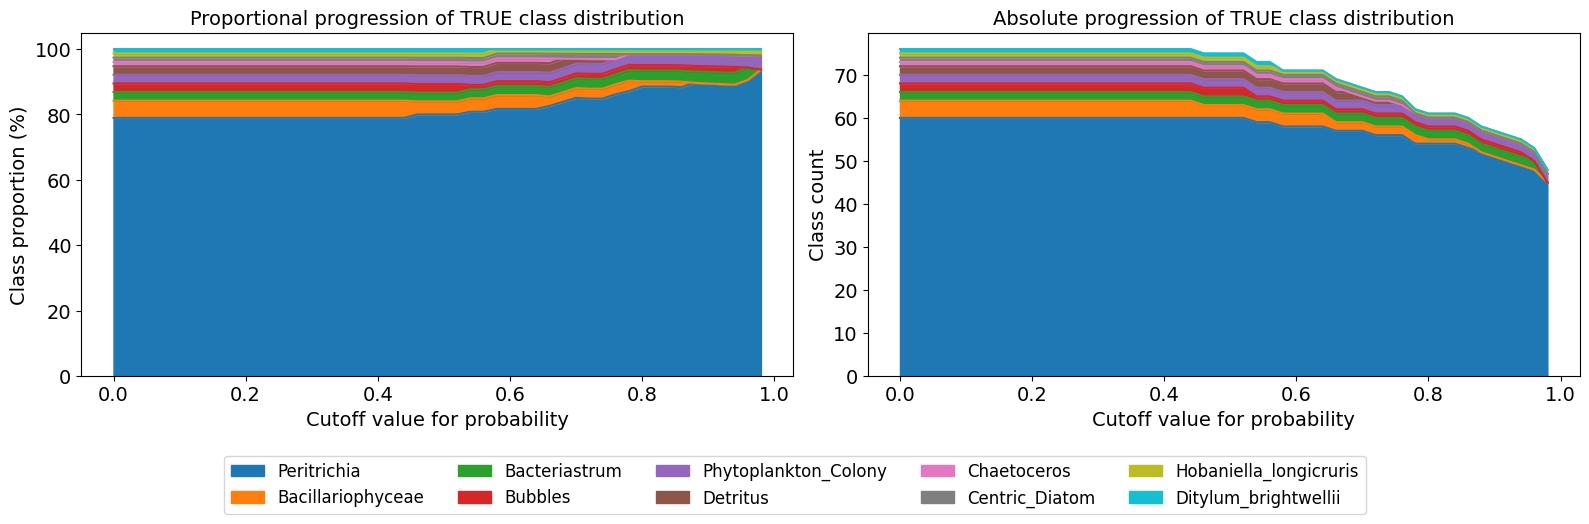 Proportional progression of TRUE class distribution
Class proportion (%)
100
80
60
40
20
0
0.0 0.2 0.4 0.6 0.8 1.0
Cutoff value for probability
Absolute progression of TRUE class distribution
Class count
70
60
50
40
30
20
10
0
0.0 0.2 0.4 0.6 0.8 1.0
Cutoff value for probability
Peritrichia Bacteriastrum Phytoplankton_Colony Chaetoceros Hobaniella_longicruris
Bacillariophyceae Bubbles Detritus Centric_Diatom Ditylum_brightwellii